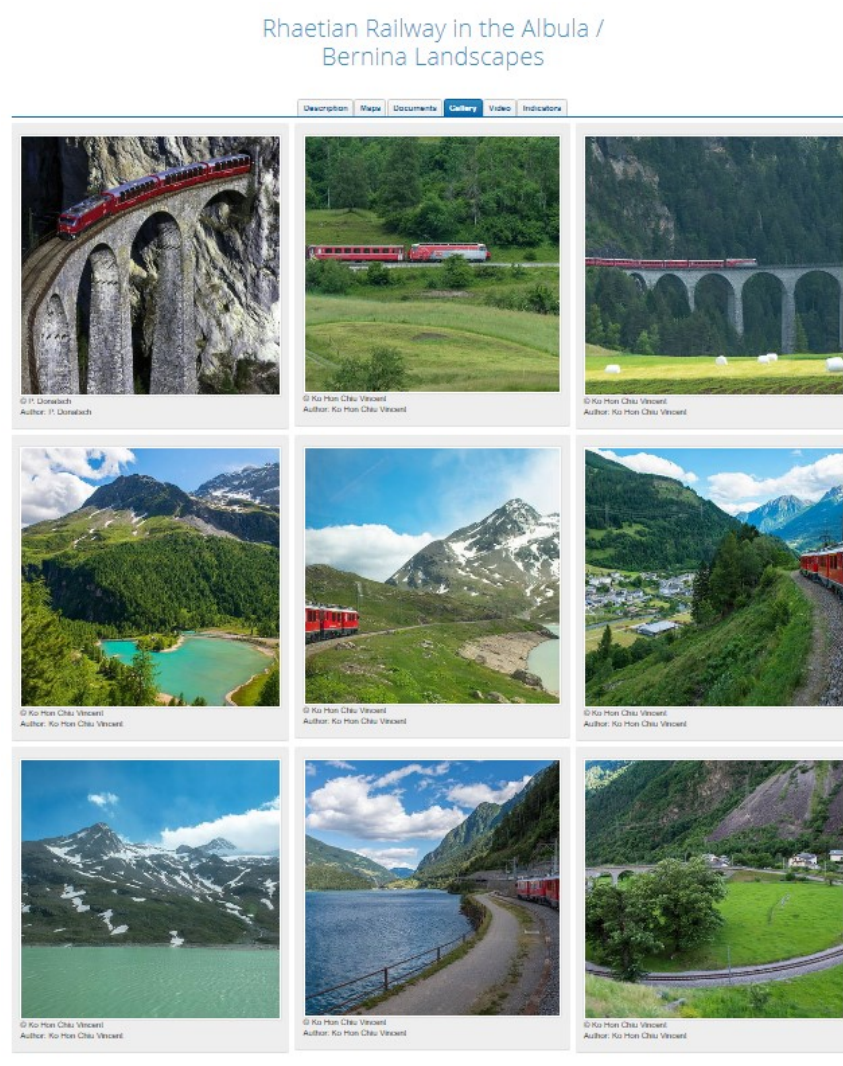 Rhaetian Railway in the Albula /
Bernina Landscapes
Description Maps Documents Gallery Video Indicators
© P. Donatsch
Author: P. Donatsch
© Ko Hon Chiu Vincent
Author: Ko Hon Chiu Vincent
© Ko Hon Chiu Vincent
Author: Ko Hon Chiu Vincent
© Ko Hon Chiu Vincent
Author: Ko Hon Chiu Vincent
© Ko Hon Chiu Vincent
Author: Ko Hon Chiu Vincent
© Ko Hon Chiu Vincent
Author: Ko Hon Chiu Vincent
© Ko Hon Chiu Vincent
Author: Ko Hon Chiu Vincent
© Ko Hon Chiu Vincent
Author: Ko Hon Chiu Vincent
© Ko Hon Chiu Vincent
Author: Ko Hon Chiu Vincent